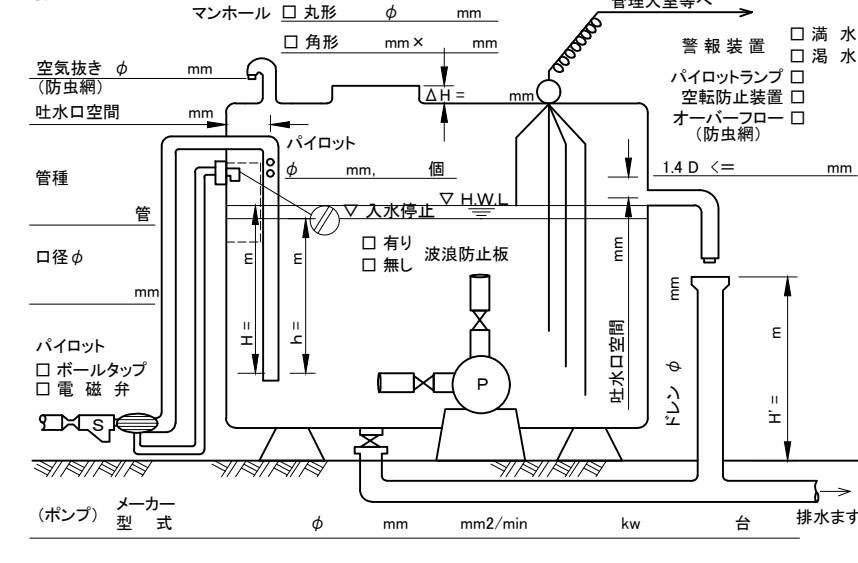 マンホール □ 丸形 φ mm
□ 角形 mm× mm
管理人室等へ
警報装置 □ 満 水
□ 渇 水
パイロットランプ □
空転防止装置 □
オーバーフロー □
(防虫網)
空気抜き φ mm
(防虫網)
吐水口空間 mm
ΔH= mm
パイロット
φ mm, 個
1.4 D <= mm
管種
管
▽ H.W.L
▽ 入水停止
口径φ
mm
□ 有り
□ 無し
波浪防止板
H= m
h= m
吐水口空間 mm
ドレン φ mm
H'= m
パイロット
□ ボールタップ
□ 電 磁 弁
S
P
(ポンプ) メーカー
型 式 φ mm mm2/min kw 台
排水ます